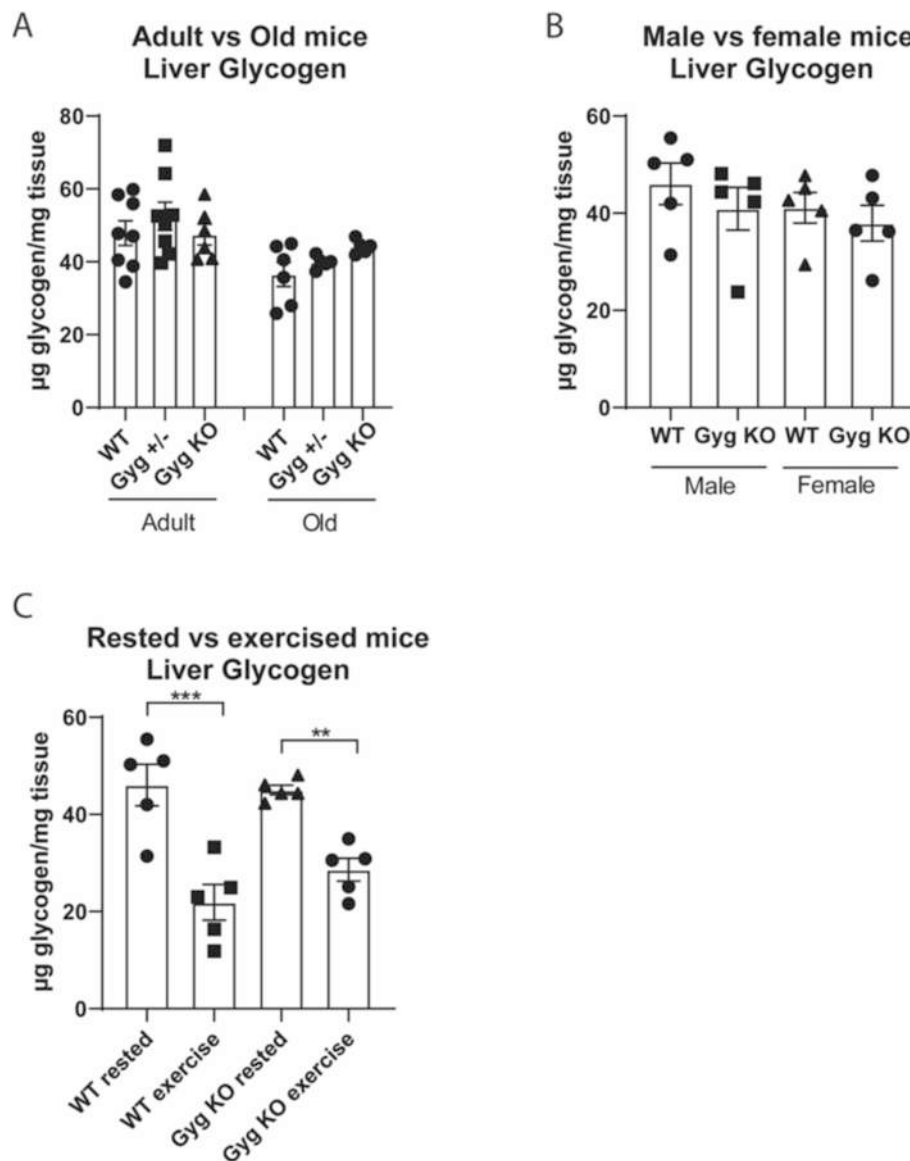 A
Adult vs Old mice
Liver Glycogen
µg glycogen/mg tissue
80
60
40
20
0
WT
Gyg +/-
Gyg KO
WT
Gyg +/-
Gyg KO
Adult
Old
B
Male vs female mice
Liver Glycogen
µg glycogen/mg tissue
60
40
20
0
WT Gyg KO WT Gyg KO
Male
Female
C
Rested vs exercised mice
Liver Glycogen
µg glycogen/mg tissue
60
40
20
0
***
**
WT rested
WT exercise
Gyg KO rested
Gyg KO exercise